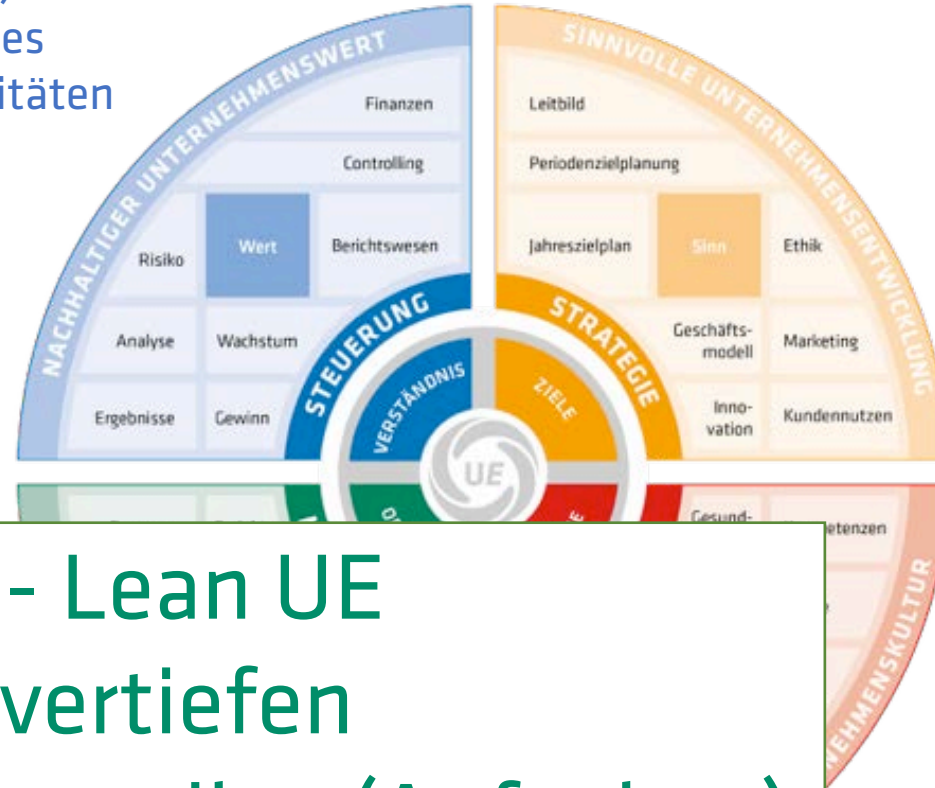 es
itäten
NACHHALTIGER UNTERNEHMENSWERT
Finanzen
Controlling
Risiko
Wert
Berichtswesen
Analyse
Wachstum
Ergebnisse
Gewinn
STEUERUNG
VERSTÄNDNIS
SINNVOLLE UNTERNEHMENSENTWICKLUNG
Leitbild
Periodenzielplanung
Jahreszielplan
Sinn
Ethik
Geschäfts-
modell
Marketing
Inno-
vation
Kundennutzen
STRATEGIE
ZIELE
UE
Gesund-
etenzen
NEHMENSKULTUR
- Lean UE
vertiefen